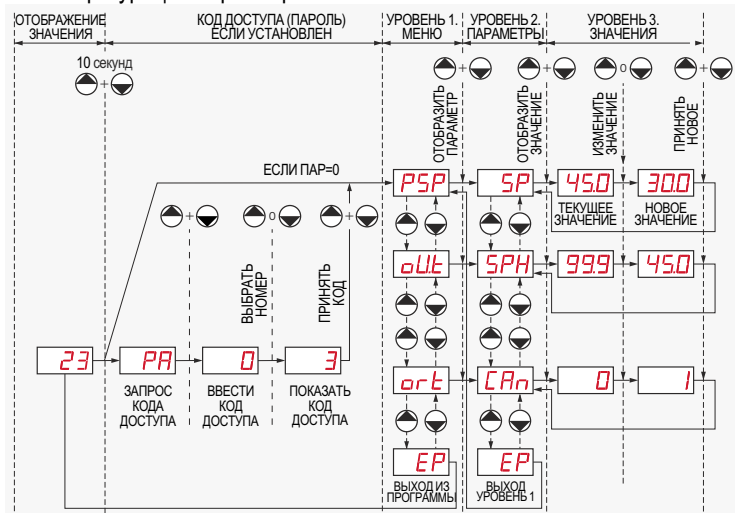 ОТОБРАЖЕНИЕ
ЗНАЧЕНИЯ
КОД ДОСТУПА (ПАРОЛЬ)
ЕСЛИ УСТАНОВЛЕН
УРОВЕНЬ 1.
МЕНЮ
УРОВЕНЬ 2.
ПАРАМЕТРЫ
УРОВЕНЬ 3.
ЗНАЧЕНИЯ
10 секунд
+
+
+
о
+
ОТОБРАЗИТЬ
ПАРАМЕТР
ОТОБРАЗИТЬ
ЗНАЧЕНИЕ
ИЗМЕНИТЬ
ЗНАЧЕНИЕ
ПРИНЯТЬ
НОВОЕ
ЕСЛИ ПАР=0
PSP
SP
45.0
30.0
ТЕКУЩЕЕ
ЗНАЧЕНИЕ
НОВОЕ
ЗНАЧЕНИЕ
+
о
+
ВЫБРАТЬ
НОМЕР
ПРИНЯТЬ
КОД
oU.t
SPH
99.9
45.0
23
PA
0
3
ЗАПРОС
КОДА
ДОСТУПА
ВВЕСТИ
КОД
ДОСТУПА
ПОКАЗАТЬ
КОД
ДОСТУПА
ort
CAn
0
1
EP
EP
ВЫХОД ИЗ
ПРОГРАММЫ
ВЫХОД
УРОВЕНЬ 1